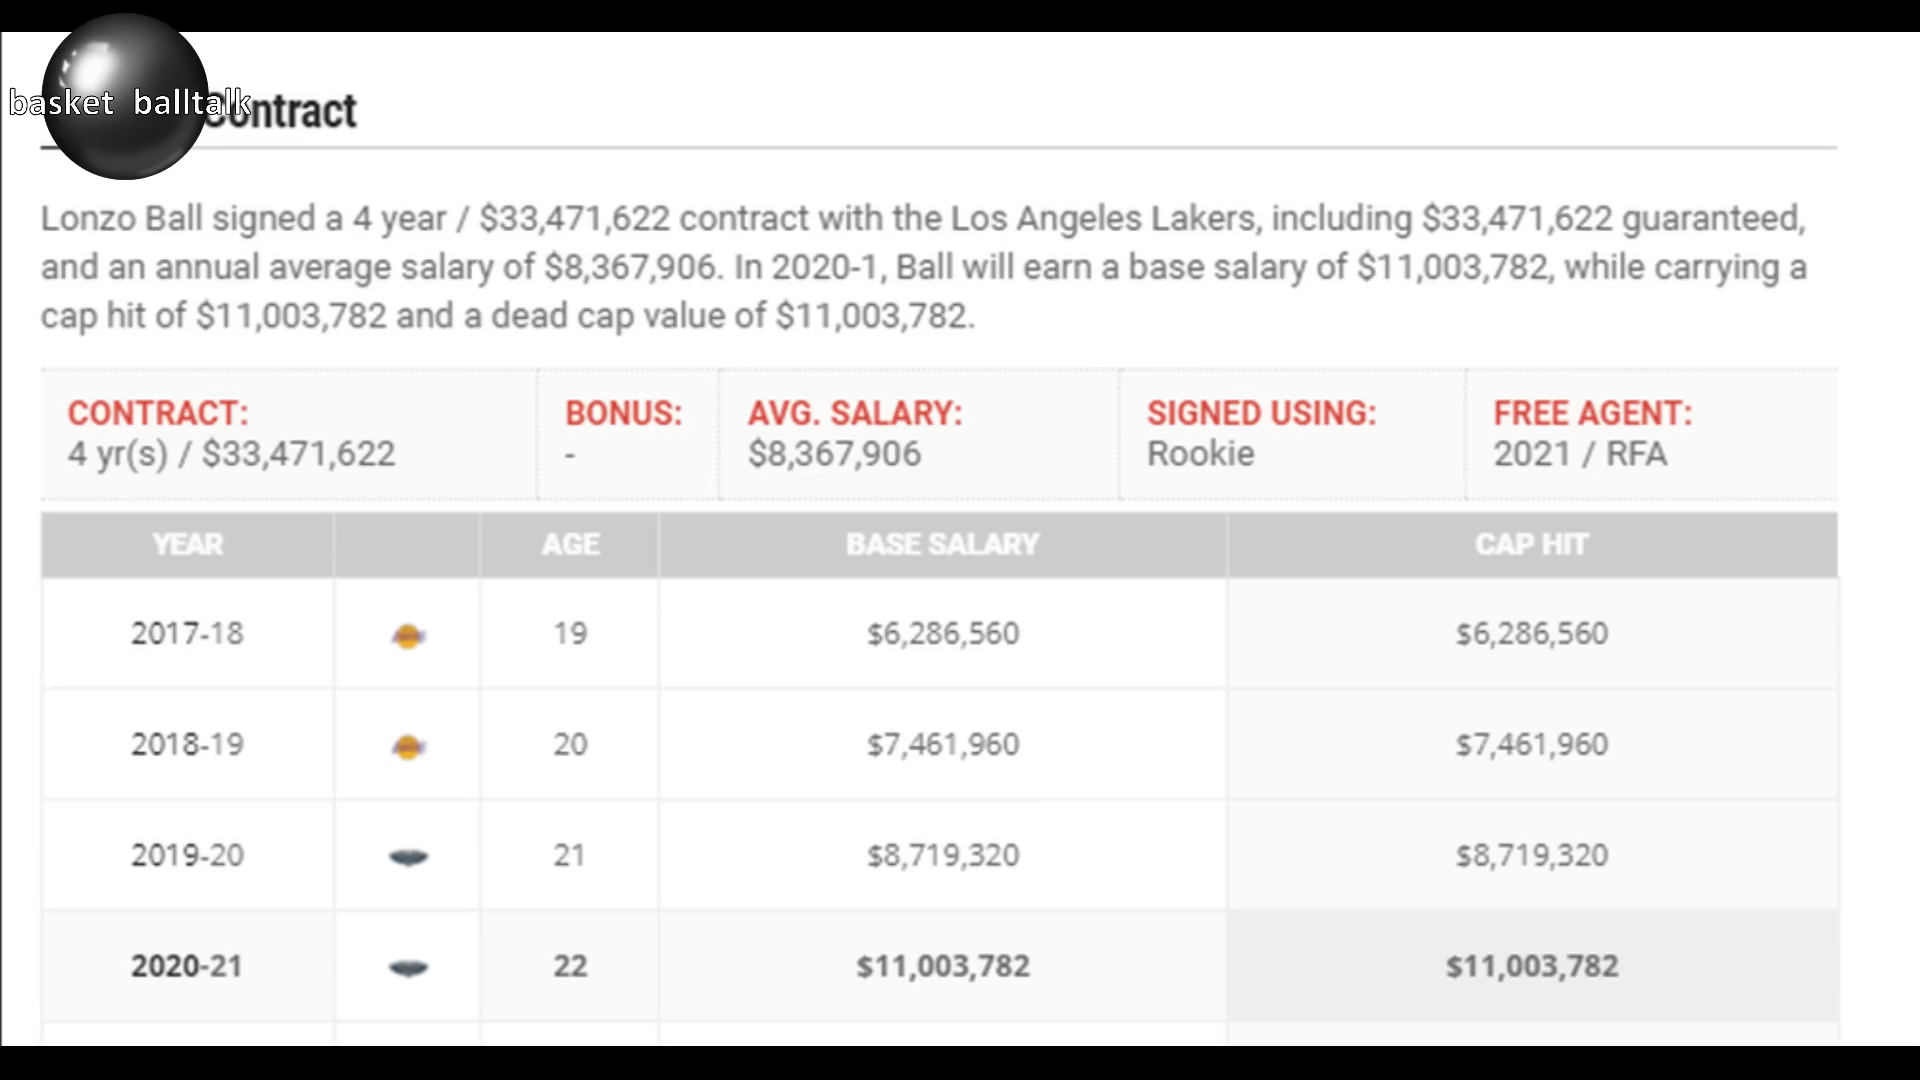 basket balltalk
Contract
Lonzo Ball signed a 4 year / $33,471,622 contract with the Los Angeles Lakers, including $33,471,622 guaranteed,
and an annual average salary of $8,367,906. In 2020-1, Ball will earn a base salary of $11,003,782, while carrying a
cap hit of $11,003,782 and a dead cap value of $11,003,782.
CONTRACT: BONUS: AVG. SALARY: SIGNED USING: FREE AGENT:
4 yr(s) / $33,471,622 - $8,367,906 Rookie 2021 / RFA
YEAR AGE BASE SALARY CAP HIT
2017-18 19 $6,286,560 $6,286,560
2018-19 20 $7,461,960 $7,461,960
2019-20 21 $8,719,320 $8,719,320
2020-21 22 $11,003,782 $11,003,782